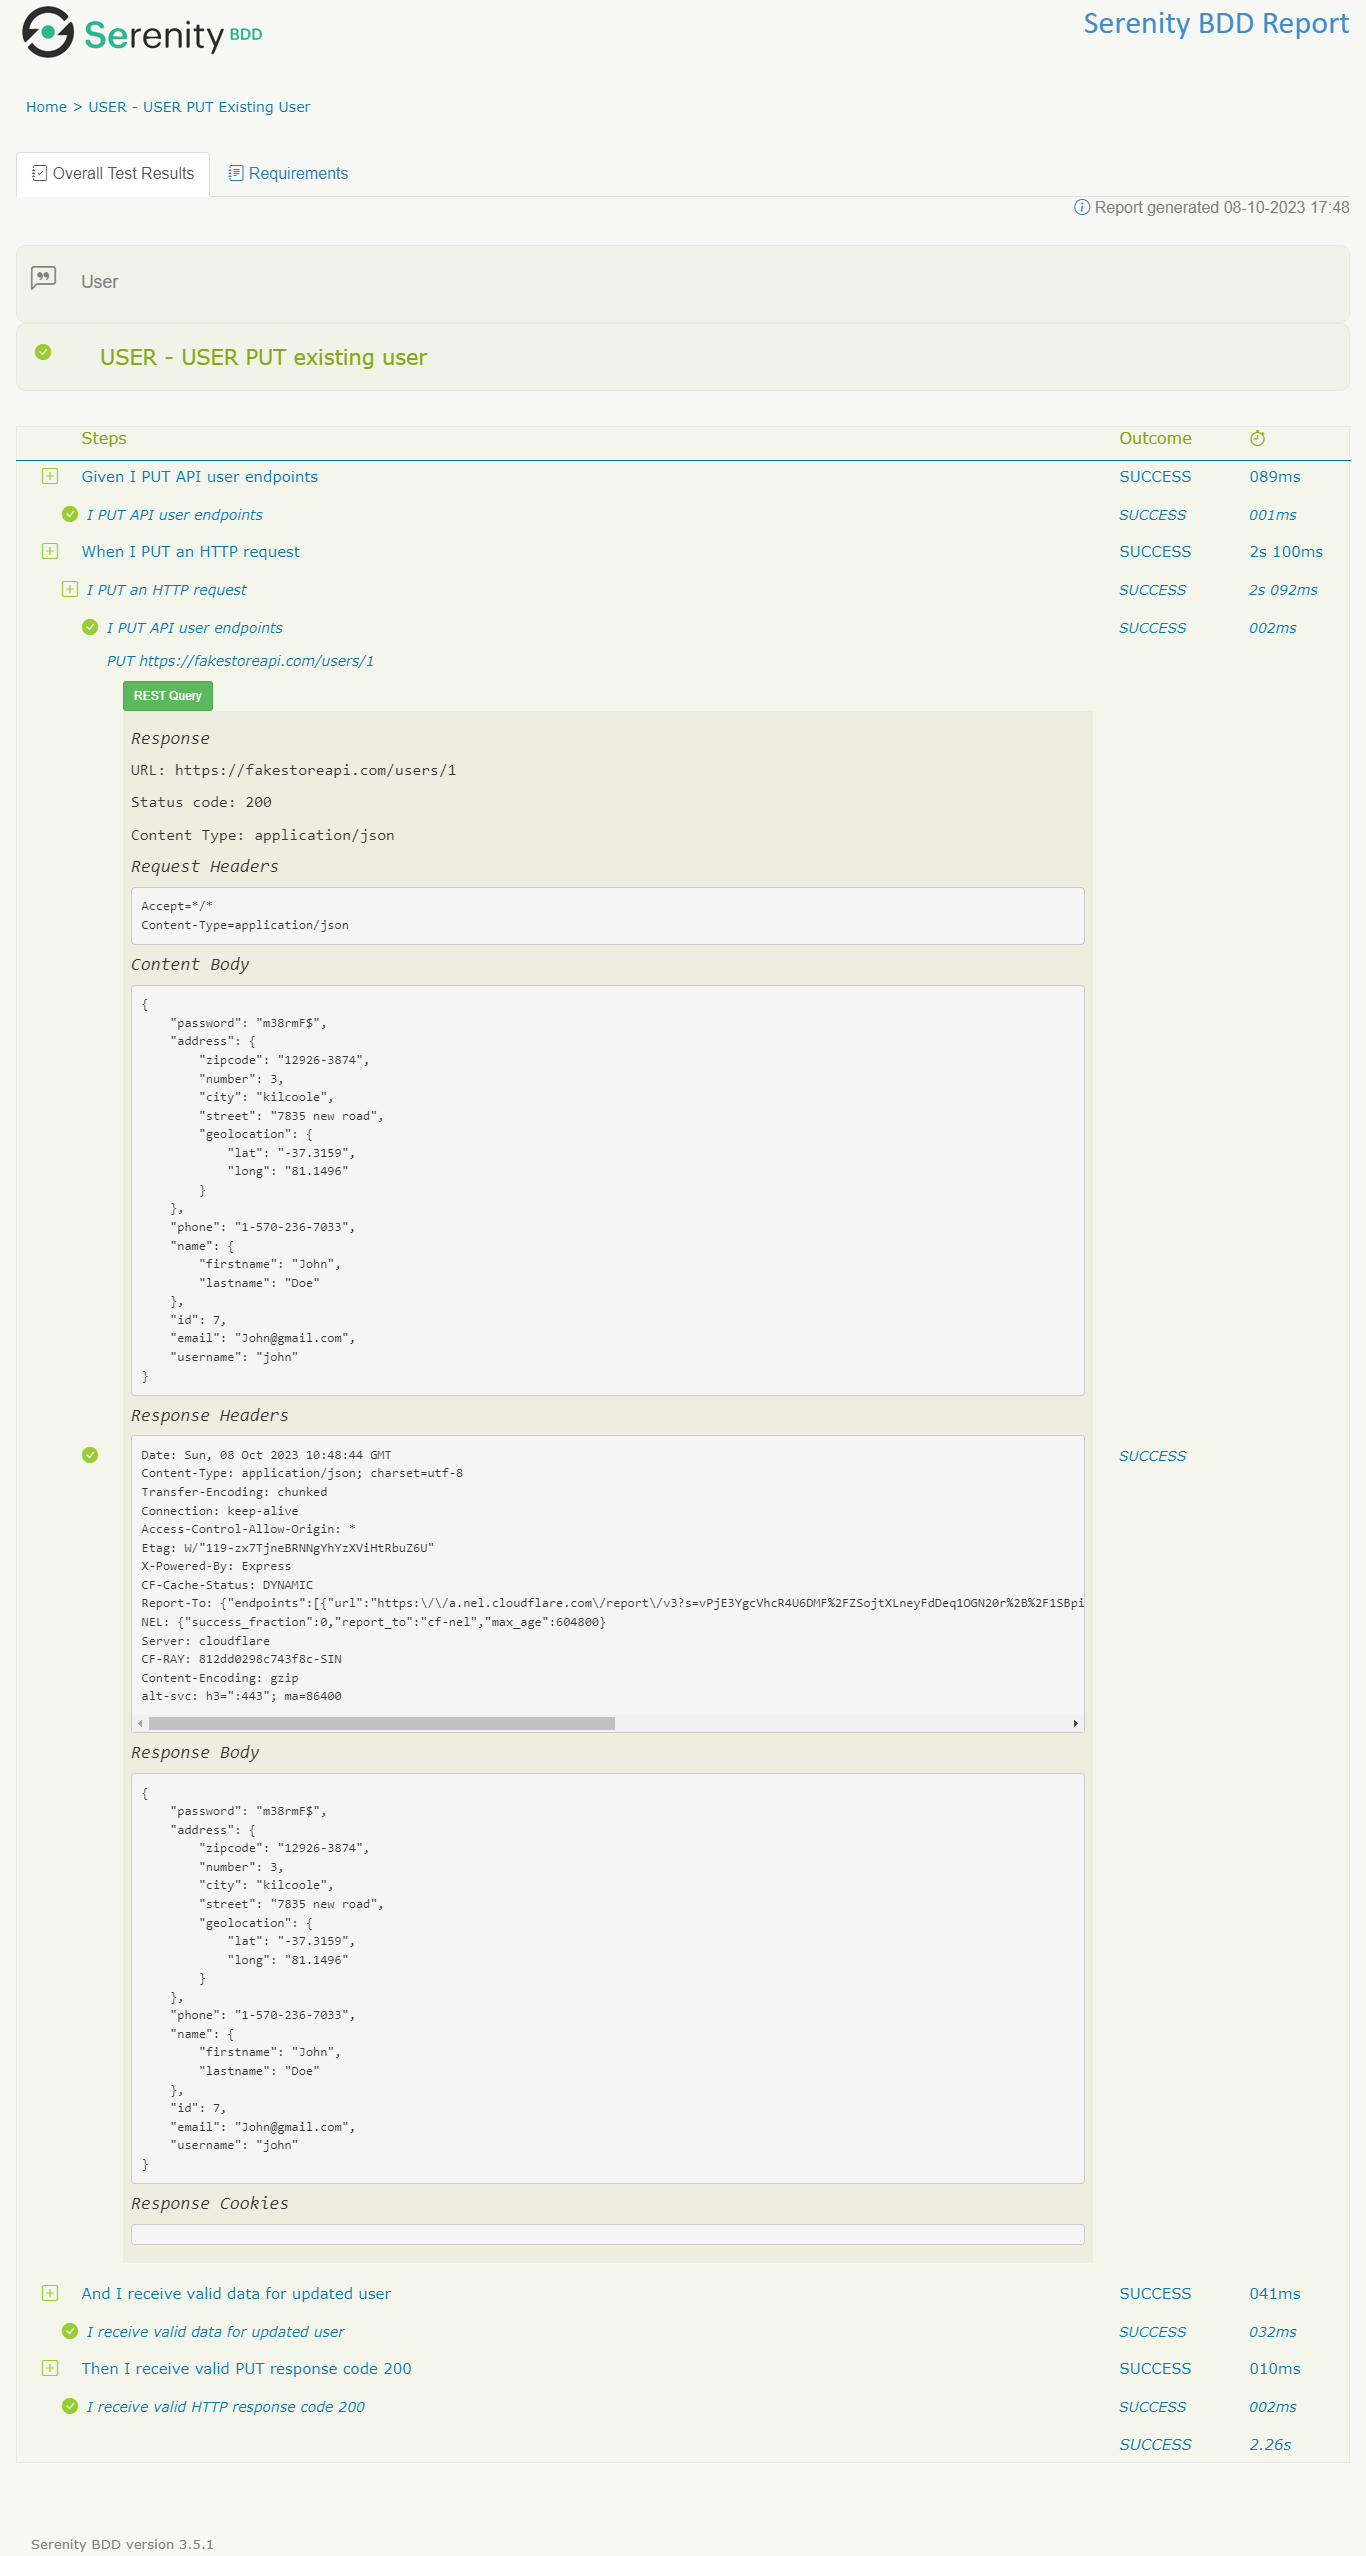 Serenity BDD
Serenity BDD Report
Home > USER - USER PUT Existing User
Overall Test Results
Requirements
Report generated 08-10-2023 17:48
User
USER - USER PUT existing user
Steps Outcome
Given I PUT API user endpoints SUCCESS 089ms
I PUT API user endpoints SUCCESS 001ms
When I PUT an HTTP request SUCCESS 2s 100ms
I PUT an HTTP request SUCCESS 2s 092ms
I PUT API user endpoints SUCCESS 002ms
PUT https://fakestoreapi.com/users/1
REST Query
Response
URL: https://fakestoreapi.com/users/1
Status code: 200
Content Type: application/json
Request Headers
Accept=*/*
Content-Type=application/json
Content Body
{
"password": "m38rmF$",
"address": {
"zipcode": "12926-3874",
"number": 3,
"city": "kilcoole",
"street": "7835 new road",
"geolocation": {
"lat": "-37.3159",
"long": "81.1496"
}
},
"phone": "1-570-236-7033",
"name": {
"firstname": "John",
"lastname": "Doe"
},
"id": 7,
"email": "John@gmail.com",
"username": "john"
}
Response Headers
Date: Sun, 08 Oct 2023 10:48:44 GMT
SUCCESS
Content-Type: application/json; charset=utf-8
Transfer-Encoding: chunked
Connection: keep-alive
Access-Control-Allow-Origin: *
Etag: W/"119-zx7TjneBRNNgYhYzXViHtRbuZ6U"
X-Powered-By: Express
CF-Cache-Status: DYNAMIC
Report-To: {"endpoints":[{"url":"https:\/\/a.nel.cloudflare.com\/report\/v3?s=vPjE3YgcVhcR4U6DMF%2FZSojtXLneyFdDeq1OGN20r%2B%2F1SBpi
NEL: {"success_fraction":0,"report_to":"cf-nel","max_age":604800}
Server: cloudflare
CF-RAY: 812dd0298c743f8c-SIN
Content-Encoding: gzip
alt-svc: h3=":443"; ma=86400
Response Body
{
"password": "m38rmF$",
"address": {
"zipcode": "12926-3874",
"number": 3,
"city": "kilcoole",
"street": "7835 new road",
"geolocation": {
"lat": "-37.3159",
"long": "81.1496"
}
},
"phone": "1-570-236-7033",
"name": {
"firstname": "John",
"lastname": "Doe"
},
"id": 7,
"email": "John@gmail.com",
"username": "john"
}
Response Cookies
And I receive valid data for updated user SUCCESS 041ms
I receive valid data for updated user SUCCESS 032ms
Then I receive valid PUT response code 200 SUCCESS 010ms
I receive valid HTTP response code 200 SUCCESS 002ms
SUCCESS 2.26s
Serenity BDD version 3.5.1